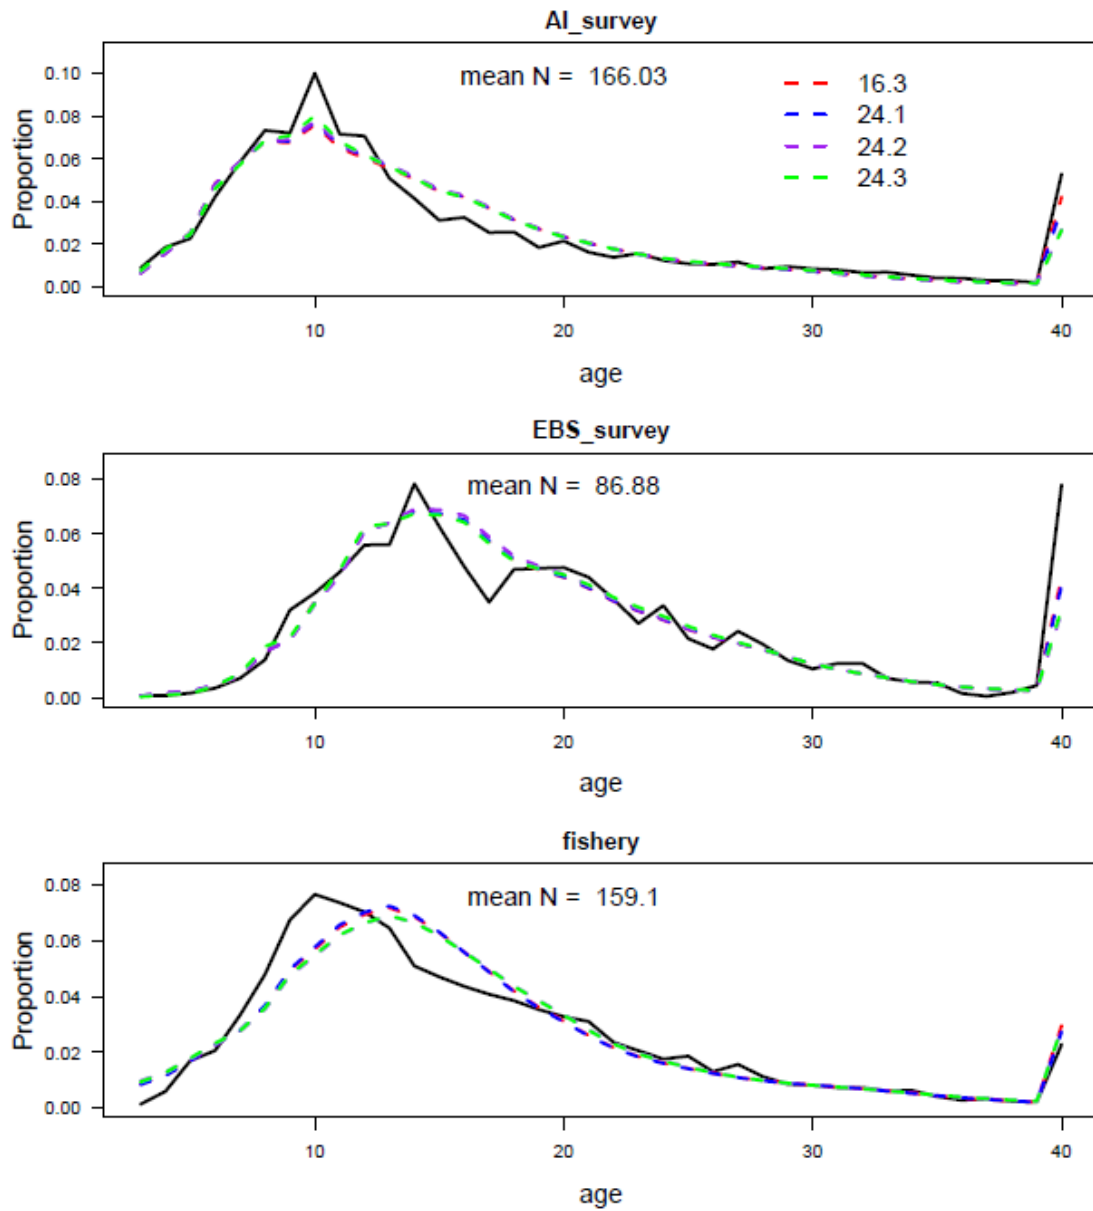 AI_survey
mean N = 166.03
16.3
24.1
24.2
24.3
Proportion
0.10
0.08
0.06
0.04
0.02
0.00
10 20 30 40
age
EBS_survey
mean N = 86.88
Proportion
0.08
0.06
0.04
0.02
0.00
10 20 30 40
age
fishery
mean N = 159.1
Proportion
0.08
0.06
0.04
0.02
0.00
10 20 30 40
age